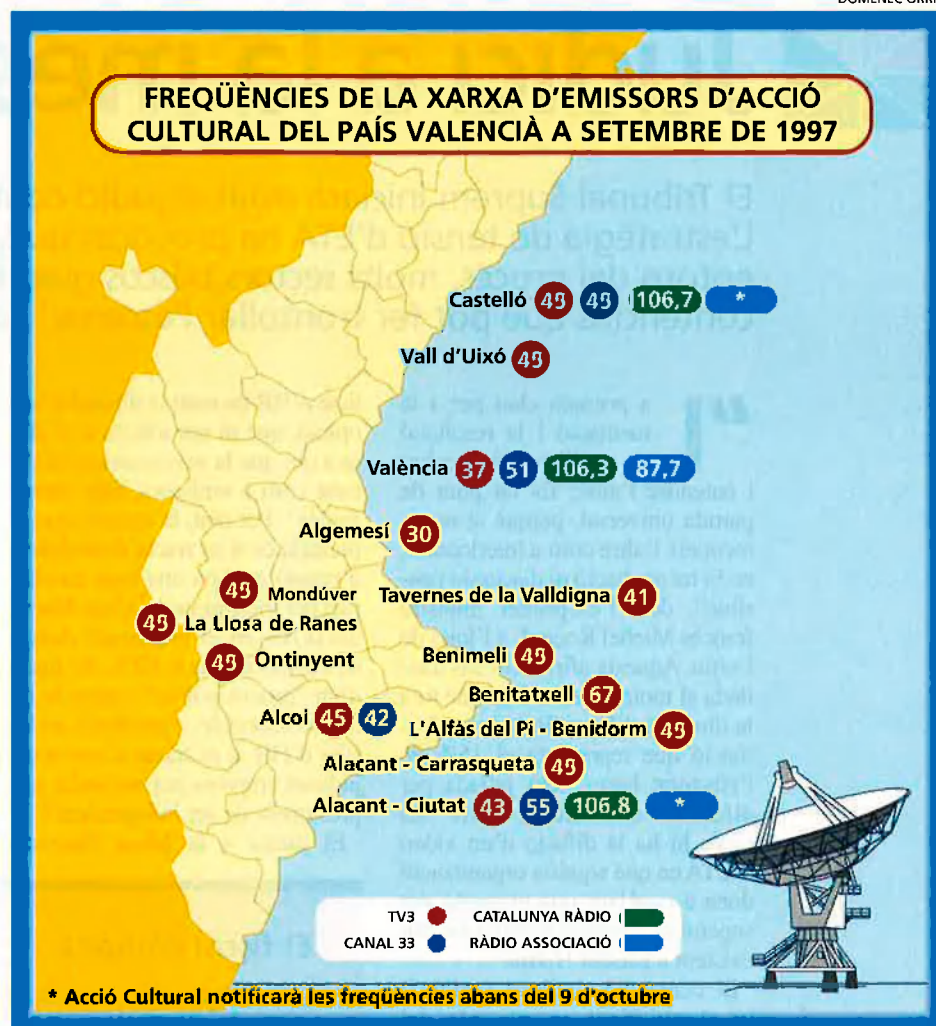 FREQÜÈNCIES DE LA XARXA D'EMISSORS D'ACCIÓ
CULTURAL DEL PAÍS VALENCIÀ A SETEMBRE DE 1997
Castelló 49 49 106,7 *
Vall d'Uixó 49
València 37 51 106,3 87,7
Algemesí 30
Mondúver 49
Tavernes de la Valldigna 41
49 La Llosa de Ranes
49 Ontinyent
Benimeli 49
Benitatxell 67
Alcoi 45 42
L'Alfàs del Pi - Benidorm 49
Alacant - Carrasqueta 49
Alacant - Ciutat 43 55 106,8 *
TV3 CATALUNYA RÀDIO
CANAL 33 RÀDIO ASSOCIACIÓ
* Acció Cultural notificarà les freqüències abans del 9 d'octubre